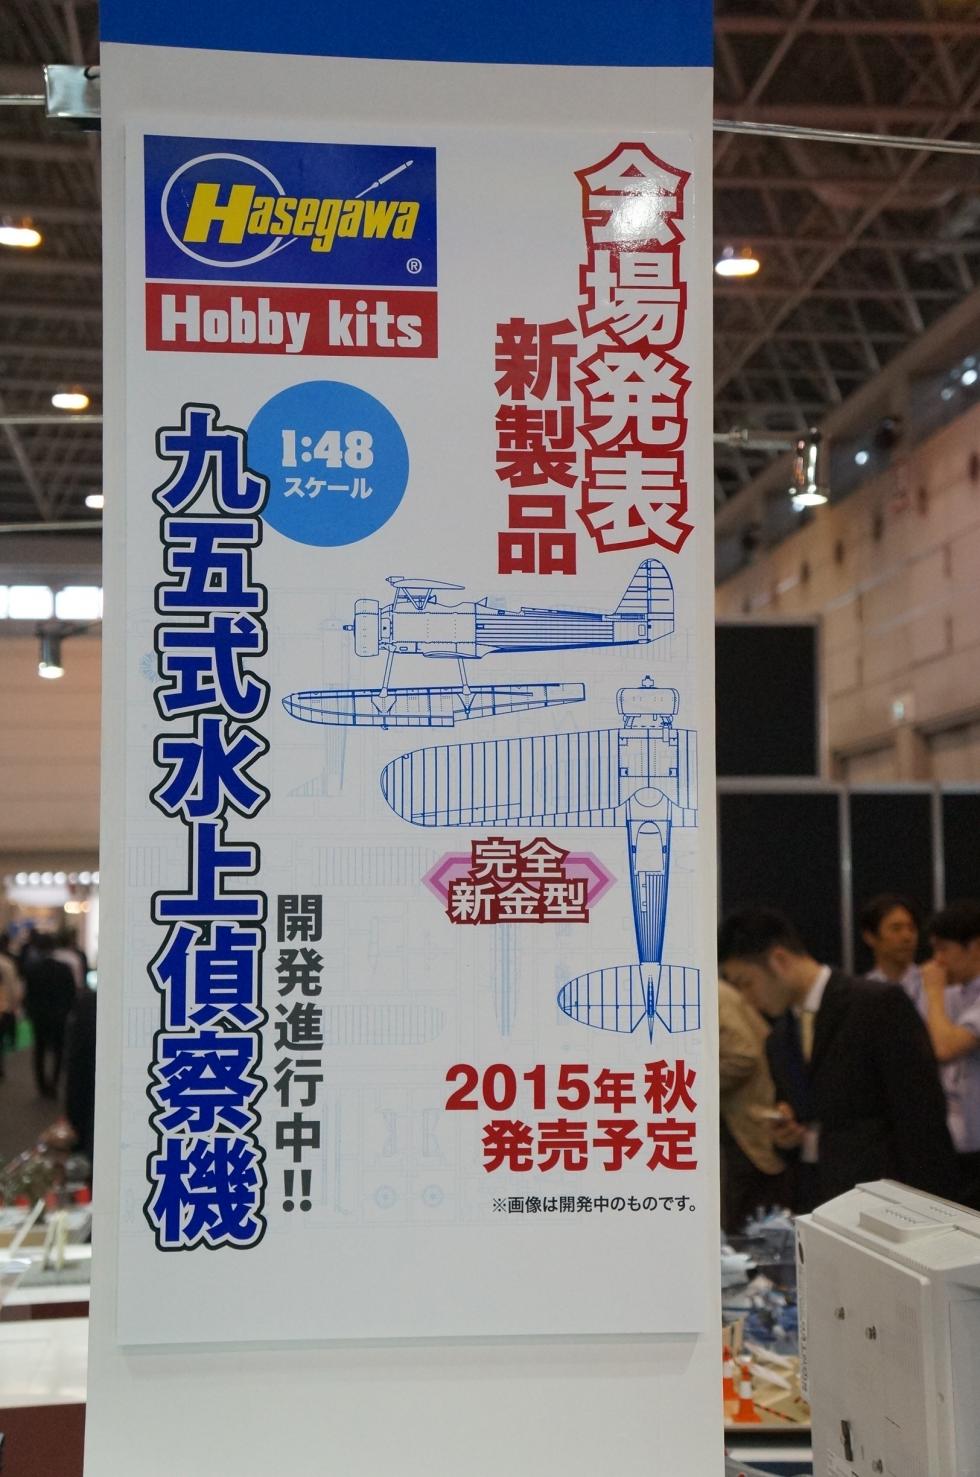 Hasegawa
®
Hobby kits
会場発表
新製品
1:48
スケール
九五式水上偵察機
開発進行中!!
完全
新金型
2015年秋
発売予定
※画像は開発中のものです。